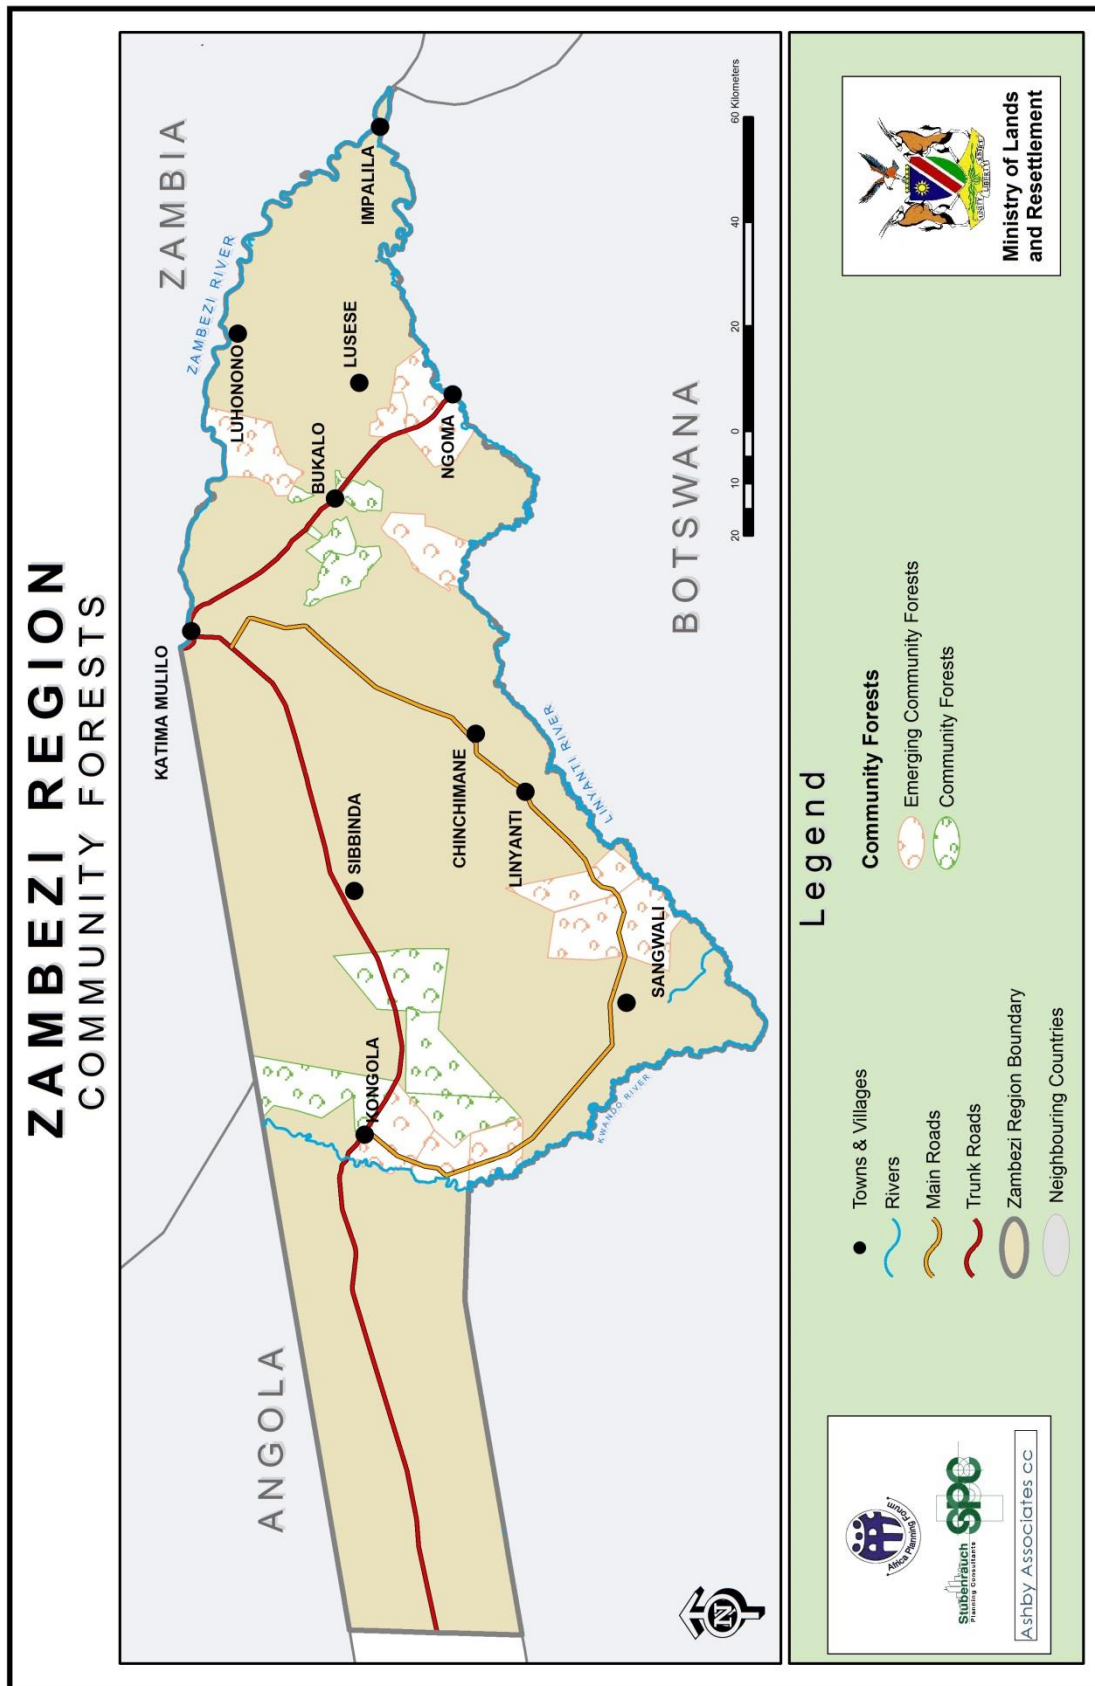 ZAMBEZI REGION
COMMUNITY FORESTS
ANGOLA
ZAMBIA
BOTSWANA
ZAMBEZI RIVER
LINYANTI RIVER
KWANDO RIVER
KATIMA MULILO
LUHONONO
IMPALILA
LUSESE
BUKALO
NGOMA
SIBBINDA
CHINCHIMANE
LINYANTI
SANGWALI
KONGOLA
N
20 10 0 20 40 60 Kilometers
Legend
Towns & Villages
Rivers
Main Roads
Trunk Roads
Zambezi Region Boundary
Neighbouring Countries
Community Forests
Emerging Community Forests
Community Forests
Africa Planning Forum
Stubenrauch
Planning Consultants
spc
Ashby Associates cc
Ministry of Lands
and Resettlement